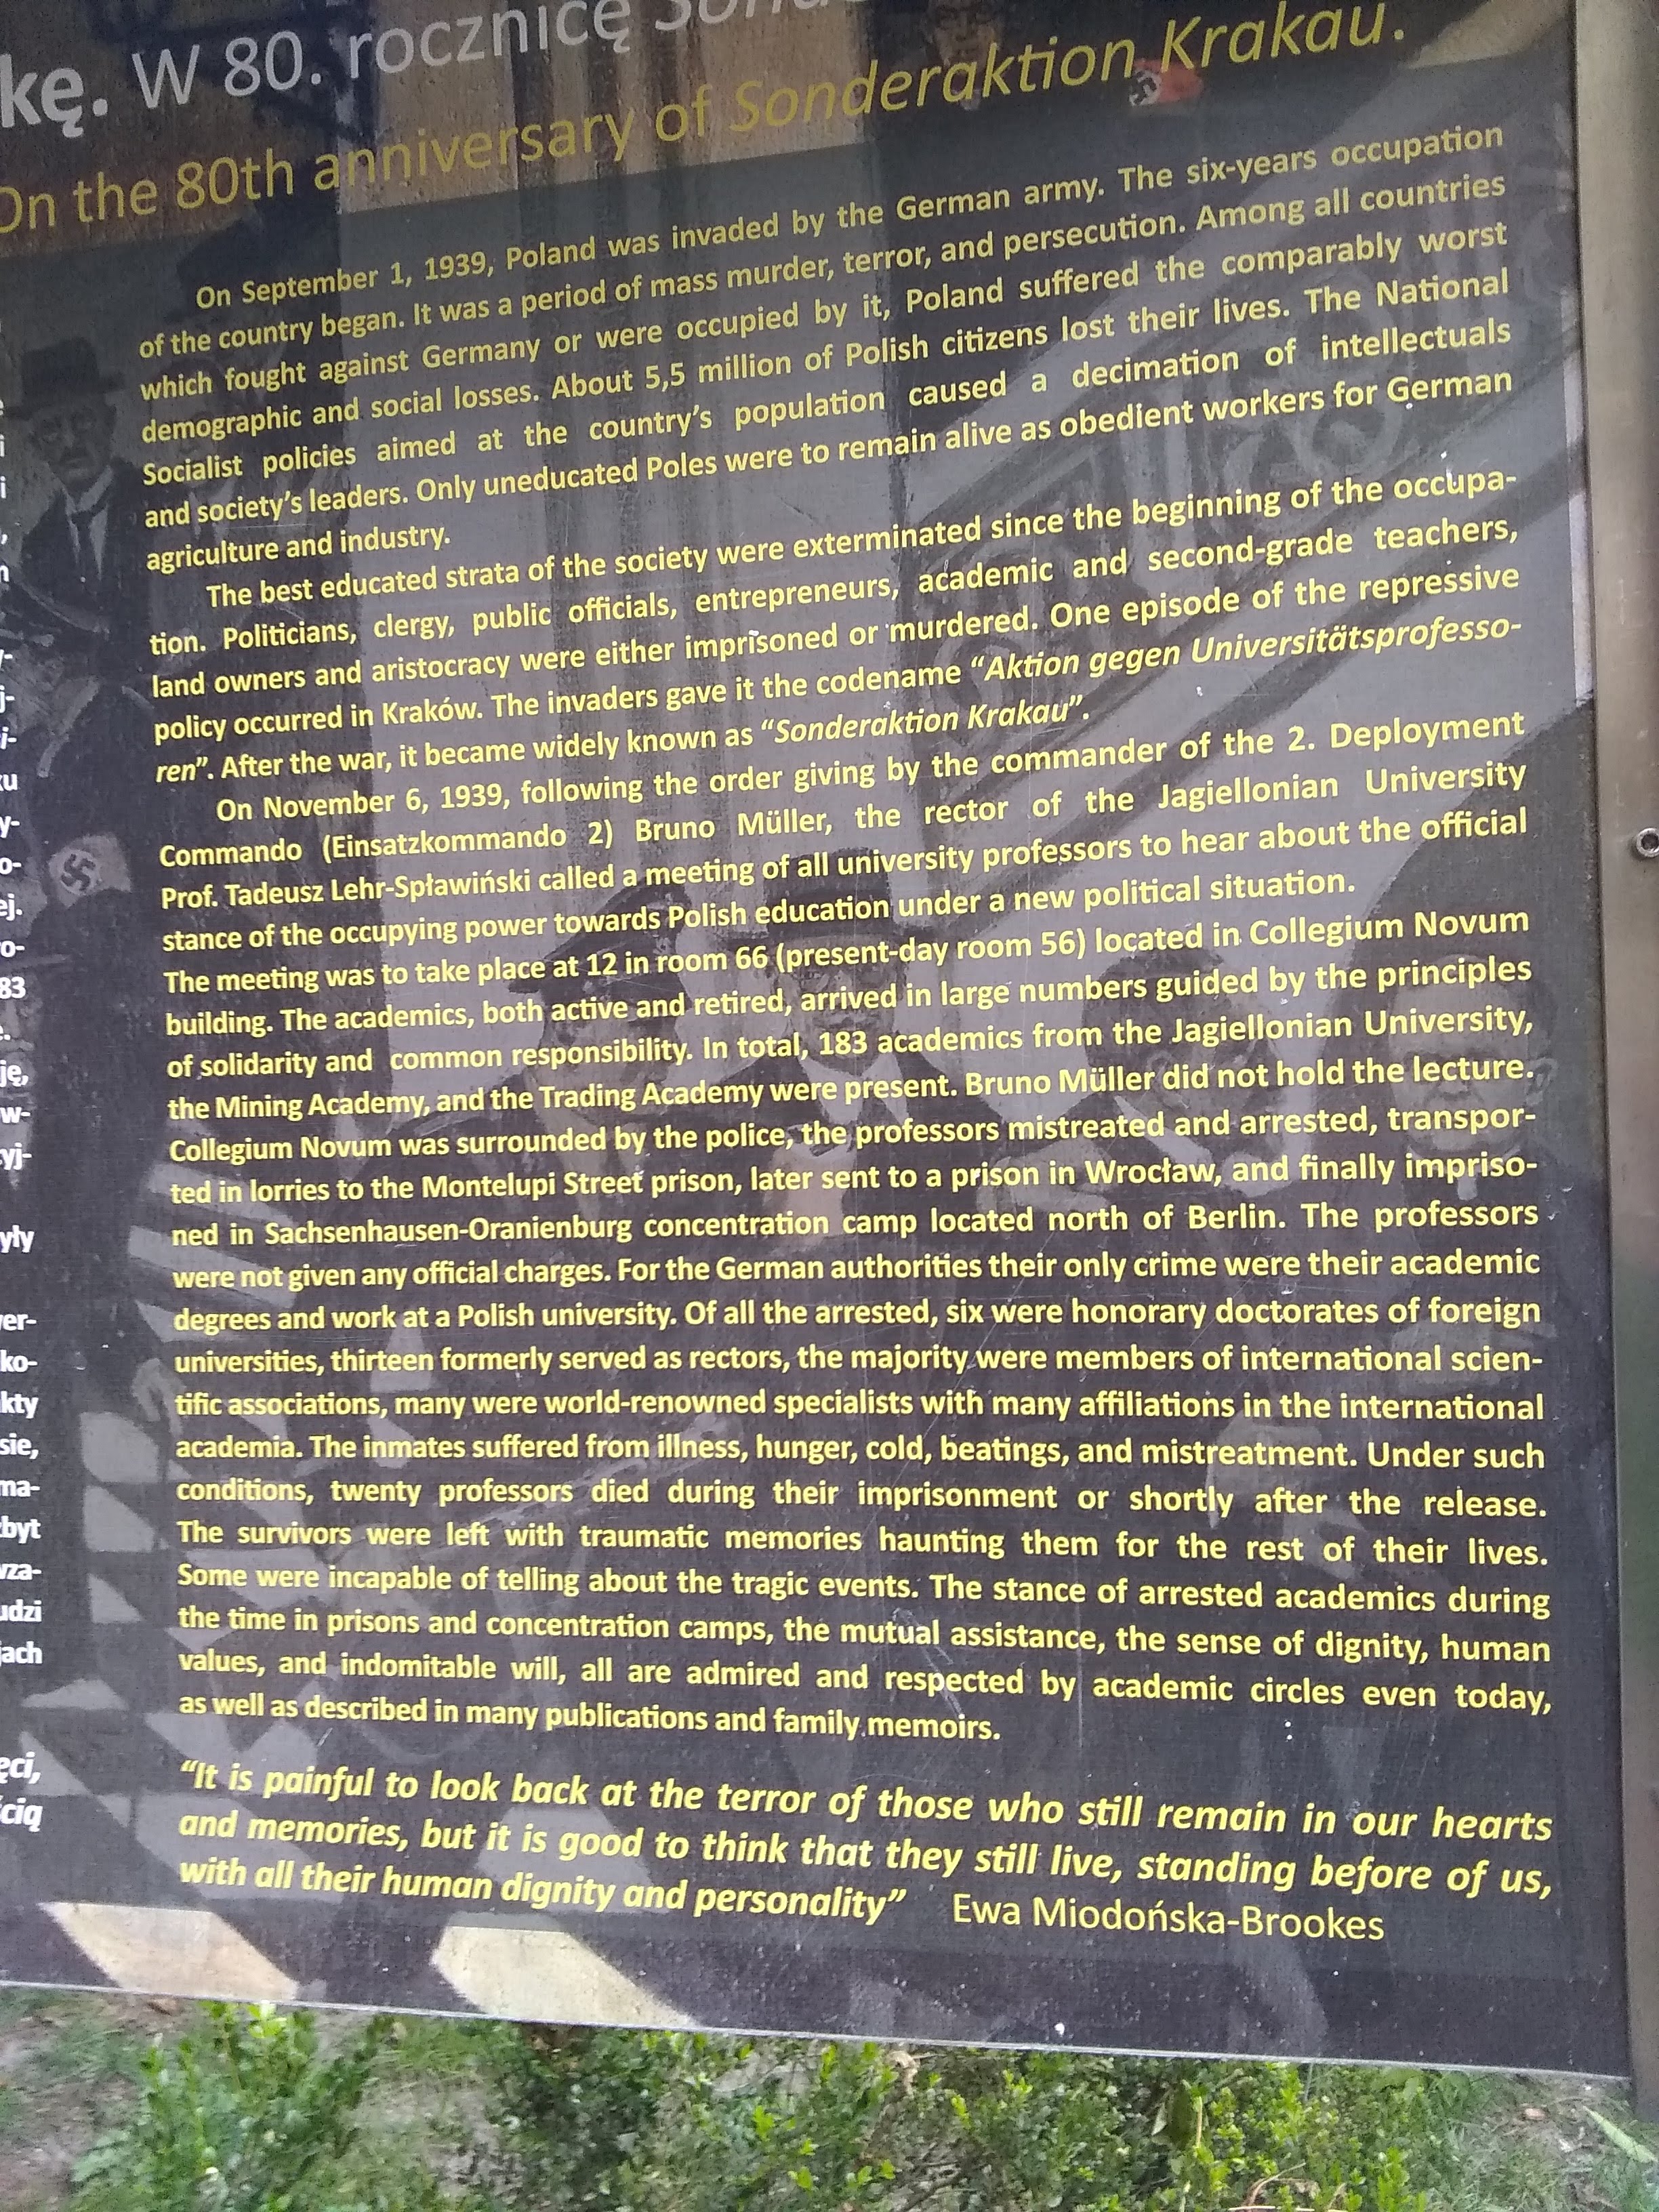 kę. W 80. rocznicę
On the 80th anniversary of Sonderaktion Krakau.
On September 1, 1939, Poland was invaded by the German army. The six-years occupation
of the country began. It was a period of mass murder, terror, and persecution. Among all countries
which fought against Germany or were occupied by it, Poland suffered the comparably worst
demographic and social losses. About 5,5 million of Polish citizens lost their lives. The National
Socialist policies aimed at the country's population caused a decimation of intellectuals
and society's leaders. Only uneducated Poles were to remain alive as obedient workers for German
agriculture and industry.
The best educated strata of the society were exterminated since the beginning of the occupa-
tion. Politicians, clergy, public officials, entrepreneurs, academic and second-grade teachers,
land owners and aristocracy were either imprisoned or murdered. One episode of the repressive
policy occurred in Kraków. The invaders gave it the codename "Aktion gegen Universitätsprofesso-
ren". After the war, it became widely known as "Sonderaktion Krakau".
On November 6, 1939, following the order giving by the commander of the 2. Deployment
Commando (Einsatzkommando 2) Bruno Müller, the rector of the Jagiellonian University
Prof. Tadeusz Lehr-Spławiński called a meeting of all university professors to hear about the official
stance of the occupying power towards Polish education under a new political situation.
The meeting was to take place at 12 in room 66 (present-day room 56) located in Collegium Novum
building. The academics, both active and retired, arrived in large numbers guided by the principles
of solidarity and common responsibility. In total, 183 academics from the Jagiellonian University,
the Mining Academy, and the Trading Academy were present. Bruno Müller did not hold the lecture.
Collegium Novum was surrounded by the police, the professors mistreated and arrested, transpor-
ted in lorries to the Montelupi Street prison, later sent to a prison in Wrocław, and finally impriso-
ned in Sachsenhausen-Oranienburg concentration camp located north of Berlin. The professors
were not given any official charges. For the German authorities their only crime were their academic
degrees and work at a Polish university. Of all the arrested, six were honorary doctorates of foreign
universities, thirteen formerly served as rectors, the majority were members of international scien-
tific associations, many were world-renowned specialists with many affiliations in the international
academia. The inmates suffered from illness, hunger, cold, beatings, and mistreatment. Under such
conditions, twenty professors died during their imprisonment or shortly after the release.
The survivors were left with traumatic memories haunting them for the rest of their lives.
Some were incapable of telling about the tragic events. The stance of arrested academics during
the time in prisons and concentration camps, the mutual assistance, the sense of dignity, human
values, and indomitable will, all are admired and respected by academic circles even today,
as well as described in many publications and family memoirs.
"It is painful to look back at the terror of those who still remain in our hearts
and memories, but it is good to think that they still live, standing before of us,
with all their human dignity and personality" Ewa Miodońska-Brookes